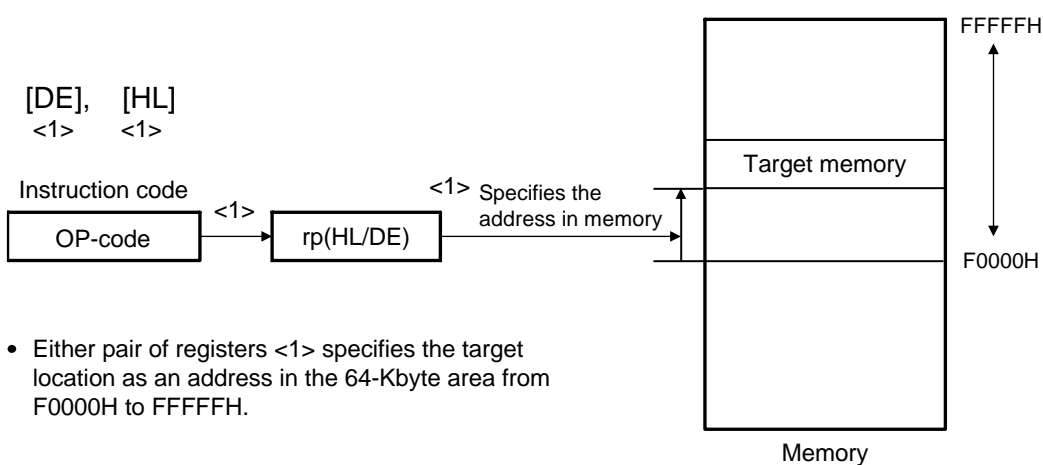 FFFFFH
[DE], [HL]
<1> <1>
Target memory
Instruction code
<1>
<1> Specifies the
address in memory
OP-code
rp(HL/DE)
F0000H
• Either pair of registers <1> specifies the target
location as an address in the 64-Kbyte area from
F0000H to FFFFFH.
Memory